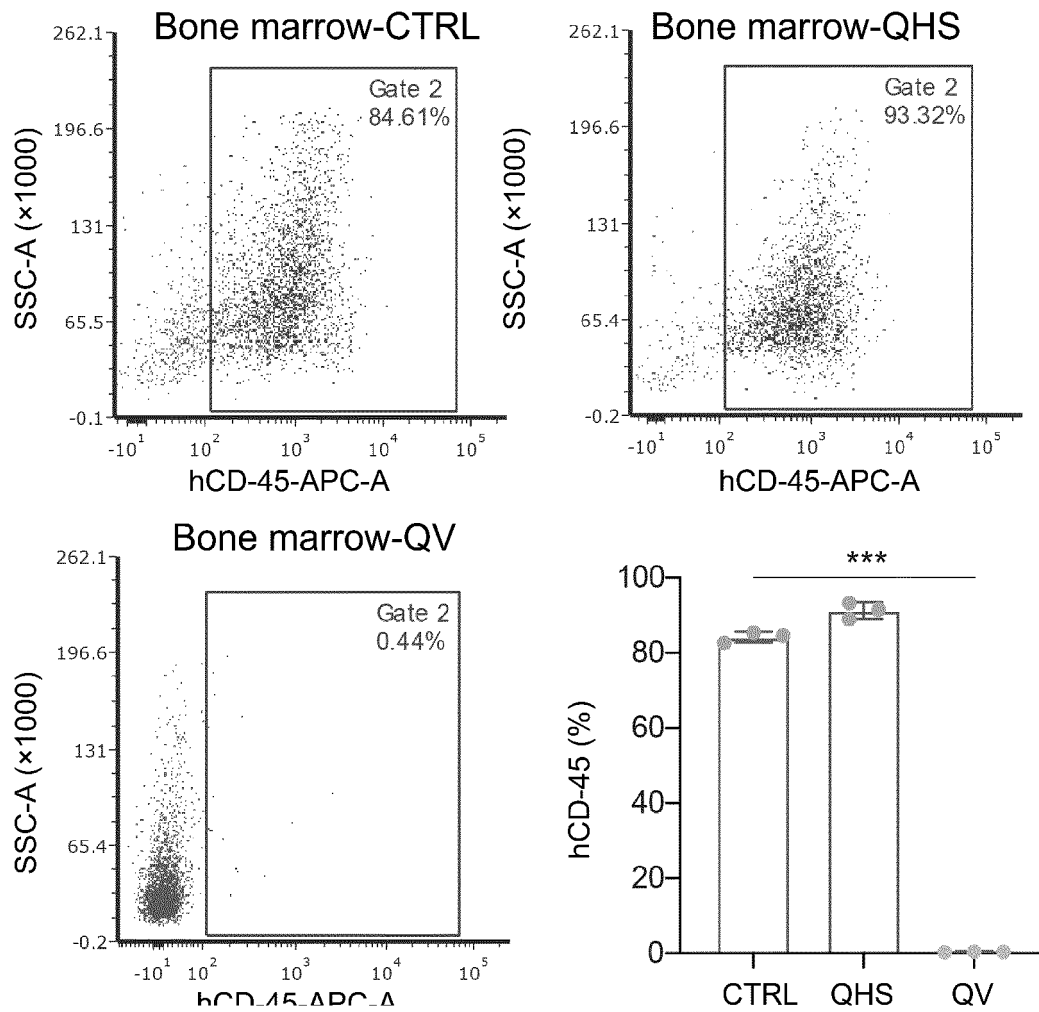 Bone marrow-CTRL
262.1
196.6
131
65.5
-0.1
SSC-A (×1000)
Gate 2
84.61%
-10¹ 10² 10³ 10⁴ 10⁵
hCD-45-APC-A
Bone marrow-QHS
262.1
196.6
131
65.4
-0.2
SSC-A (×1000)
Gate 2
93.32%
-10¹ 10² 10³ 10⁴ 10⁵
hCD-45-APC-A
Bone marrow-QV
262.1
196.6
131
65.4
-0.2
SSC-A (×1000)
Gate 2
0.44%
-10¹ 10² 10³ 10⁴ 10⁵
hCD-45-APC-A
***
100
80
60
40
20
0
hCD-45 (%)
CTRL QHS QV